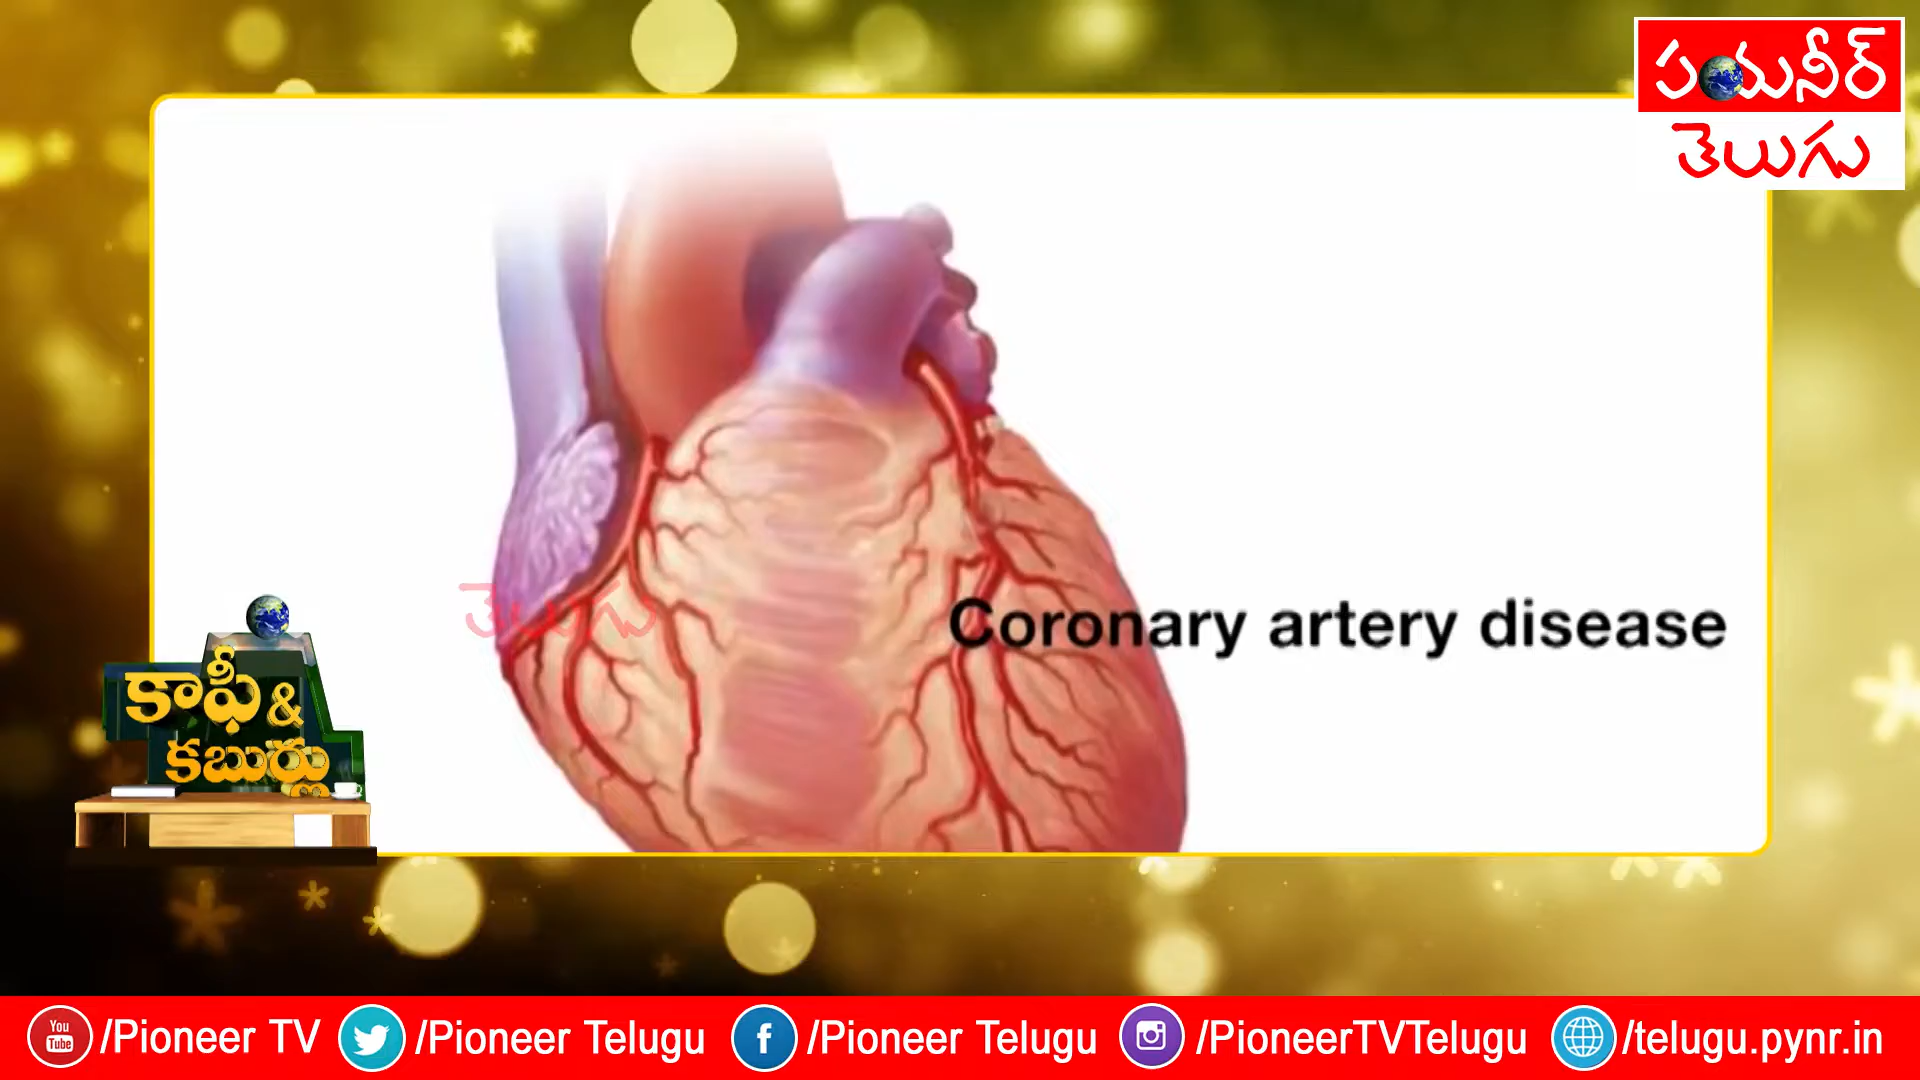 పయనీర్
తెలుగు
తెలుగు
Coronary artery disease
కాఫీ &
కబుర్లు
You
Tube
/Pioneer TV
/Pioneer Telugu
/Pioneer Telugu
/PioneerTVTelugu
/telugu.pynr.in